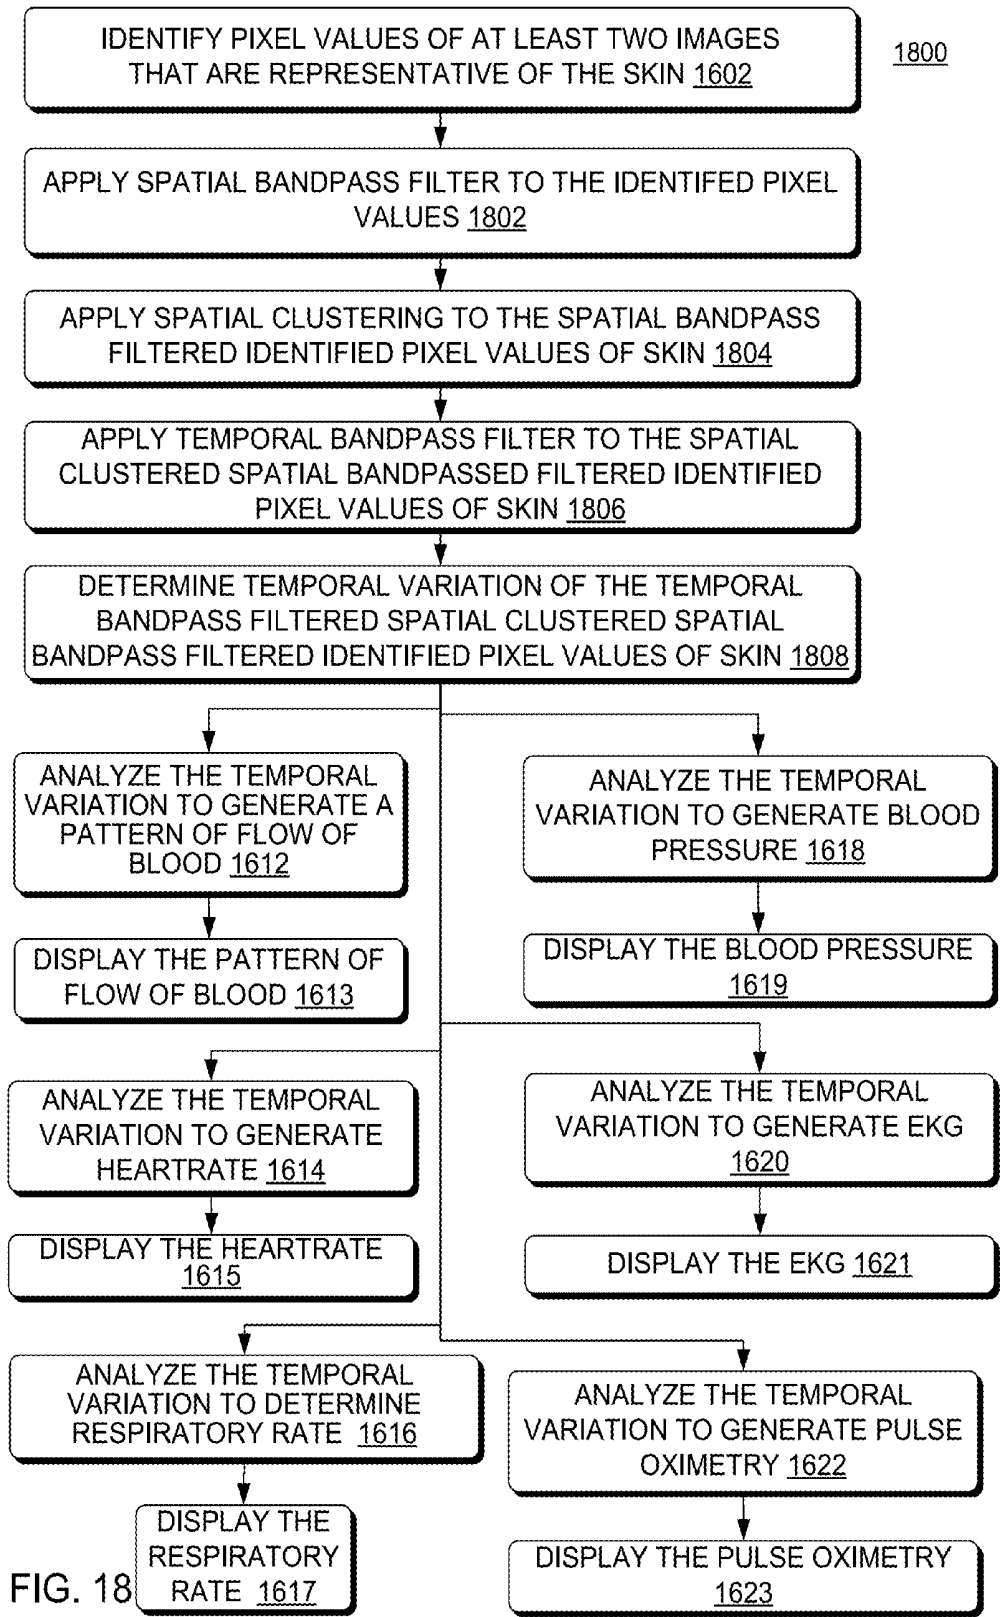 IDENTIFY PIXEL VALUES OF AT LEAST TWO IMAGES
THAT ARE REPRESENTATIVE OF THE SKIN 1602
1800
APPLY SPATIAL BANDPASS FILTER TO THE IDENTIFED PIXEL
VALUES 1802
APPLY SPATIAL CLUSTERING TO THE SPATIAL BANDPASS
FILTERED IDENTIFIED PIXEL VALUES OF SKIN 1804
APPLY TEMPORAL BANDPASS FILTER TO THE SPATIAL
CLUSTERED SPATIAL BANDPASSED FILTERED IDENTIFIED
PIXEL VALUES OF SKIN 1806
DETERMINE TEMPORAL VARIATION OF THE TEMPORAL
BANDPASS FILTERED SPATIAL CLUSTERED SPATIAL
BANDPASS FILTERED IDENTIFIED PIXEL VALUES OF SKIN 1808
ANALYZE THE TEMPORAL
VARIATION TO GENERATE A
PATTERN OF FLOW OF
BLOOD 1612
DISPLAY THE PATTERN OF
FLOW OF BLOOD 1613
ANALYZE THE TEMPORAL
VARIATION TO GENERATE BLOOD
PRESSURE 1618
DISPLAY THE BLOOD PRESSURE
1619
ANALYZE THE TEMPORAL
VARIATION TO GENERATE
HEARTRATE 1614
DISPLAY THE HEARTRATE
1615
ANALYZE THE TEMPORAL
VARIATION TO GENERATE EKG
1620
DISPLAY THE EKG 1621
ANALYZE THE TEMPORAL
VARIATION TO DETERMINE
RESPIRATORY RATE 1616
DISPLAY THE
RESPIRATORY
RATE 1617
ANALYZE THE TEMPORAL
VARIATION TO GENERATE PULSE
OXIMETRY 1622
DISPLAY THE PULSE OXIMETRY
1623
FIG. 18